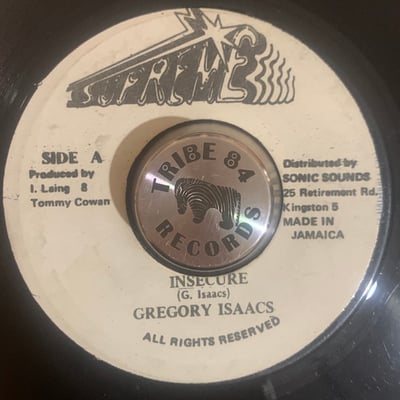 SUPREME
SIDE A
Produced by
I. Laing 8
Tommy Cowan
Distributed by
SONIC SOUNDS
25 Retirement Rd.
Kingston 5
MADE IN
JAMAICA
TRIBE 84
RECORDS
INSECURE
(G. Isaacs)
GREGORY ISAACS
ALL RIGHTS RESERVED